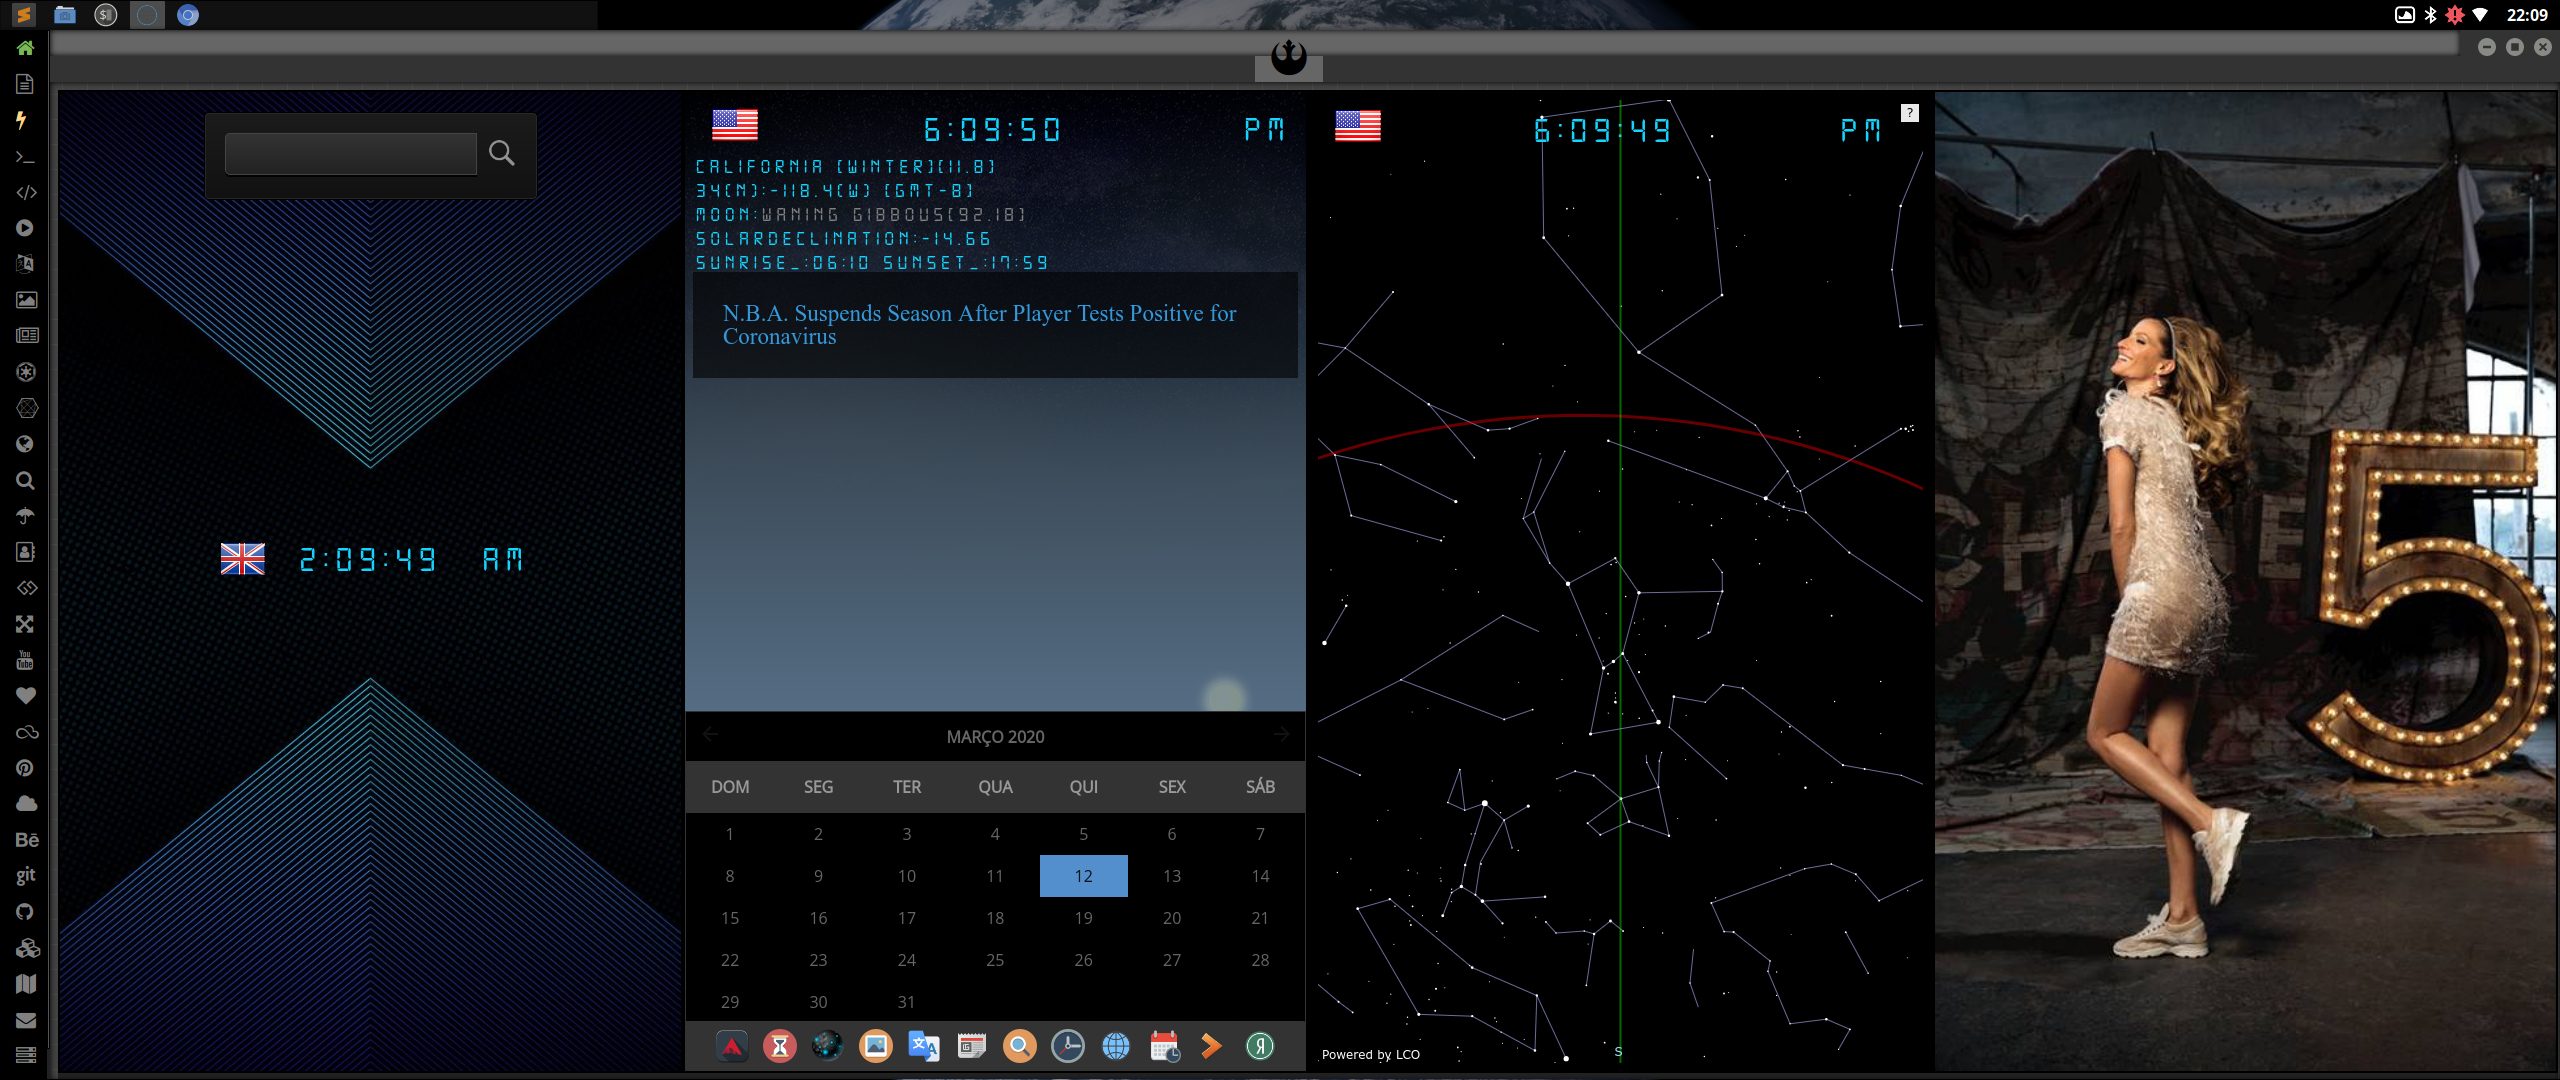 22:09
You
Tube
Bē
git
2:09:49 AM
6:09:50 PM
CALIFORNIA [WINTER][11.8]
34(N):-118.4(W) [GMT-8]
MOON:WANING GIBBOUS[92.18]
SOLARDECLINATION:-14.66
SUNRISE_:06:10 SUNSET_:17:59
N.B.A. Suspends Season After Player Tests Positive for
Coronavirus
MARÇO 2020
DOM SEG TER QUA QUI SEX SÁB
1 2 3 4 5 6 7
8 9 10 11 12 13 14
15 16 17 18 19 20 21
22 23 24 25 26 27 28
29 30 31
6:09:49 PM
?
S
Powered by LCO
5